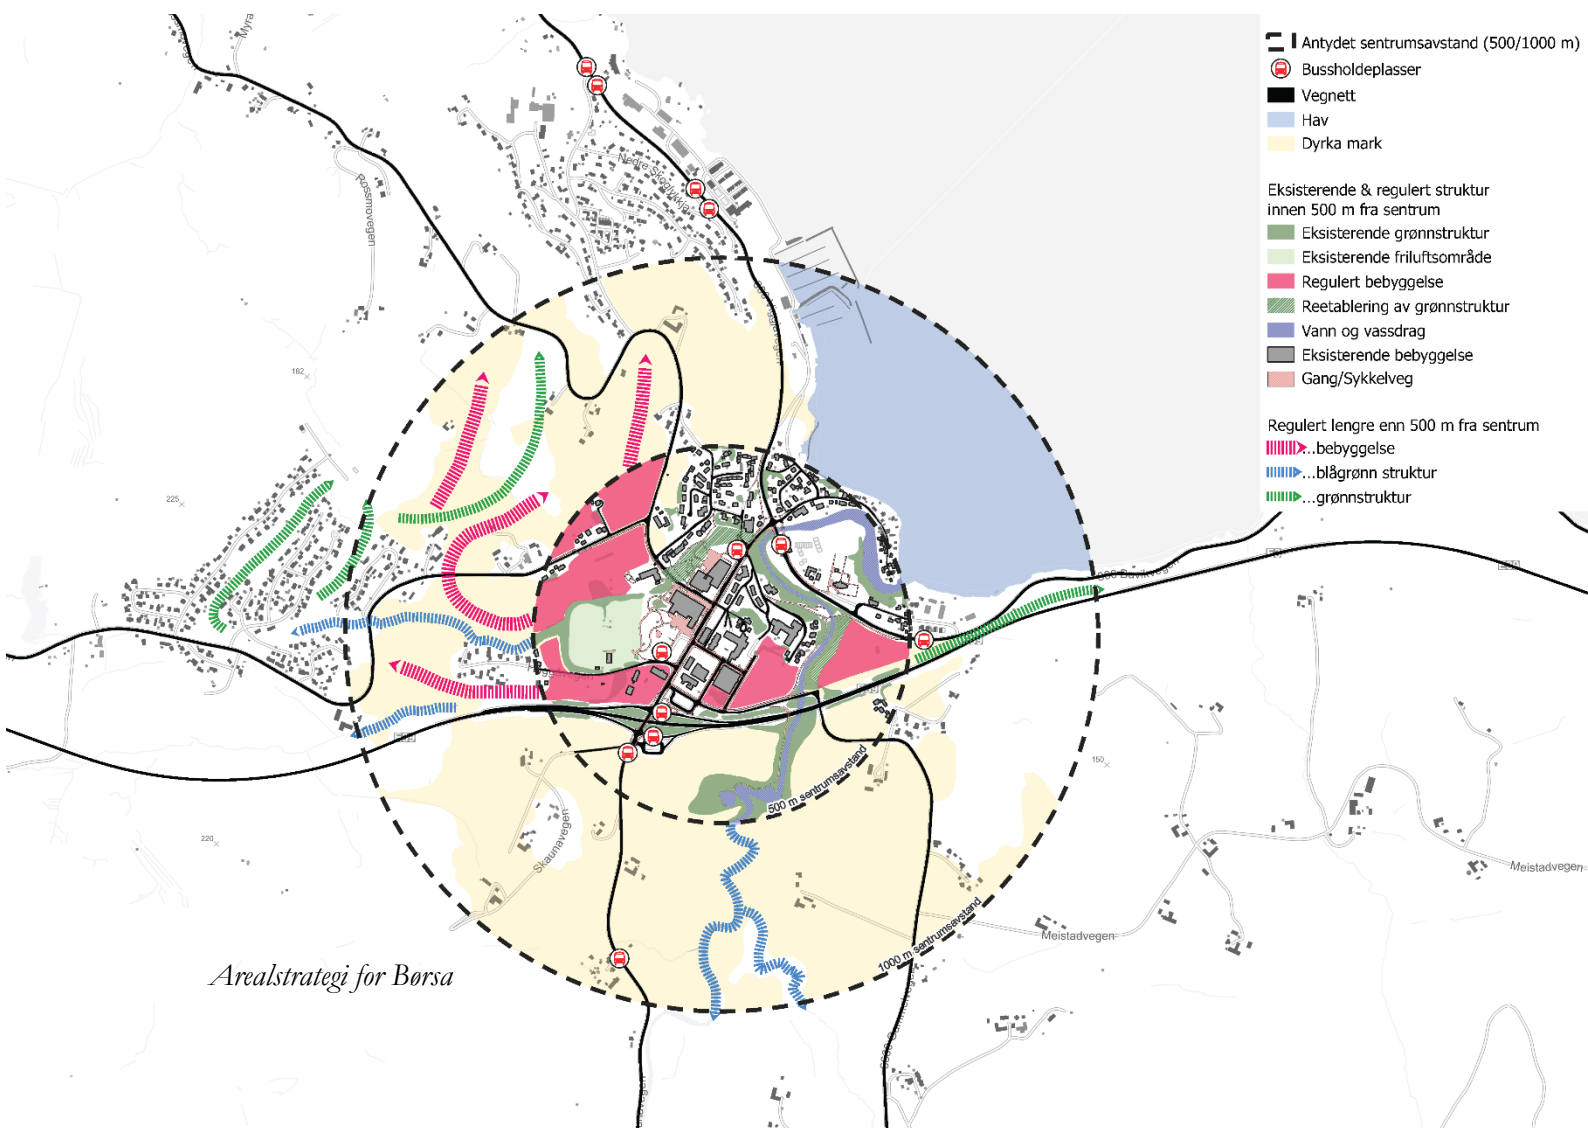 Antydet sentrumsavstand (500/1000 m)
Bussholdeplasser
Vegnett
Hav
Dyrka mark
Eksisterende & regulert struktur
innen 500 m fra sentrum
Eksisterende grønnstruktur
Eksisterende friluftsområde
Regulert bebyggelse
Reetablering av grønnstruktur
Vann og vassdrag
Eksisterende bebyggelse
Gang/Sykkelveg
Regulert lengre enn 500 m fra sentrum
...bebyggelse
...blågrønn struktur
...grønnstruktur
Rossmovegen
Nedre Skoglykkja
182
225
220
150
Skaunavegen
500 m sentrumsavstand
1000 m sentrumsavstand
Meistadvegen
Meistadvegen
Arealstrategi for Børsa